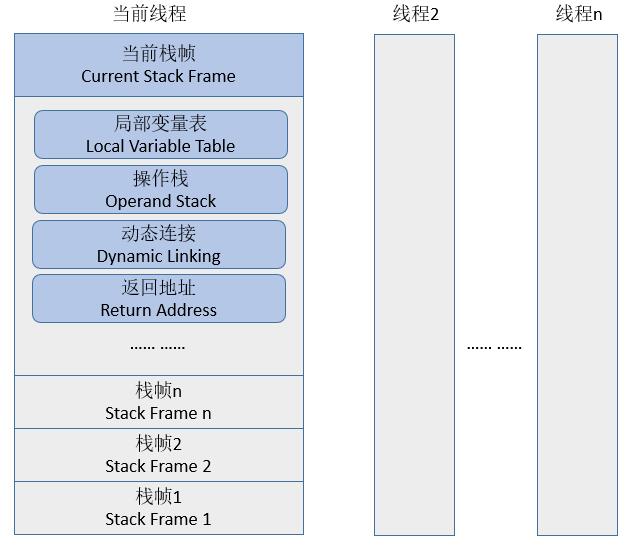 当前线程
线程2
线程n
当前栈帧
Current Stack Frame
局部变量表
Local Variable Table
操作栈
Operand Stack
动态连接
Dynamic Linking
返回地址
Return Address
…… ……
…… ……
栈帧n
Stack Frame n
栈帧2
Stack Frame 2
栈帧1
Stack Frame 1